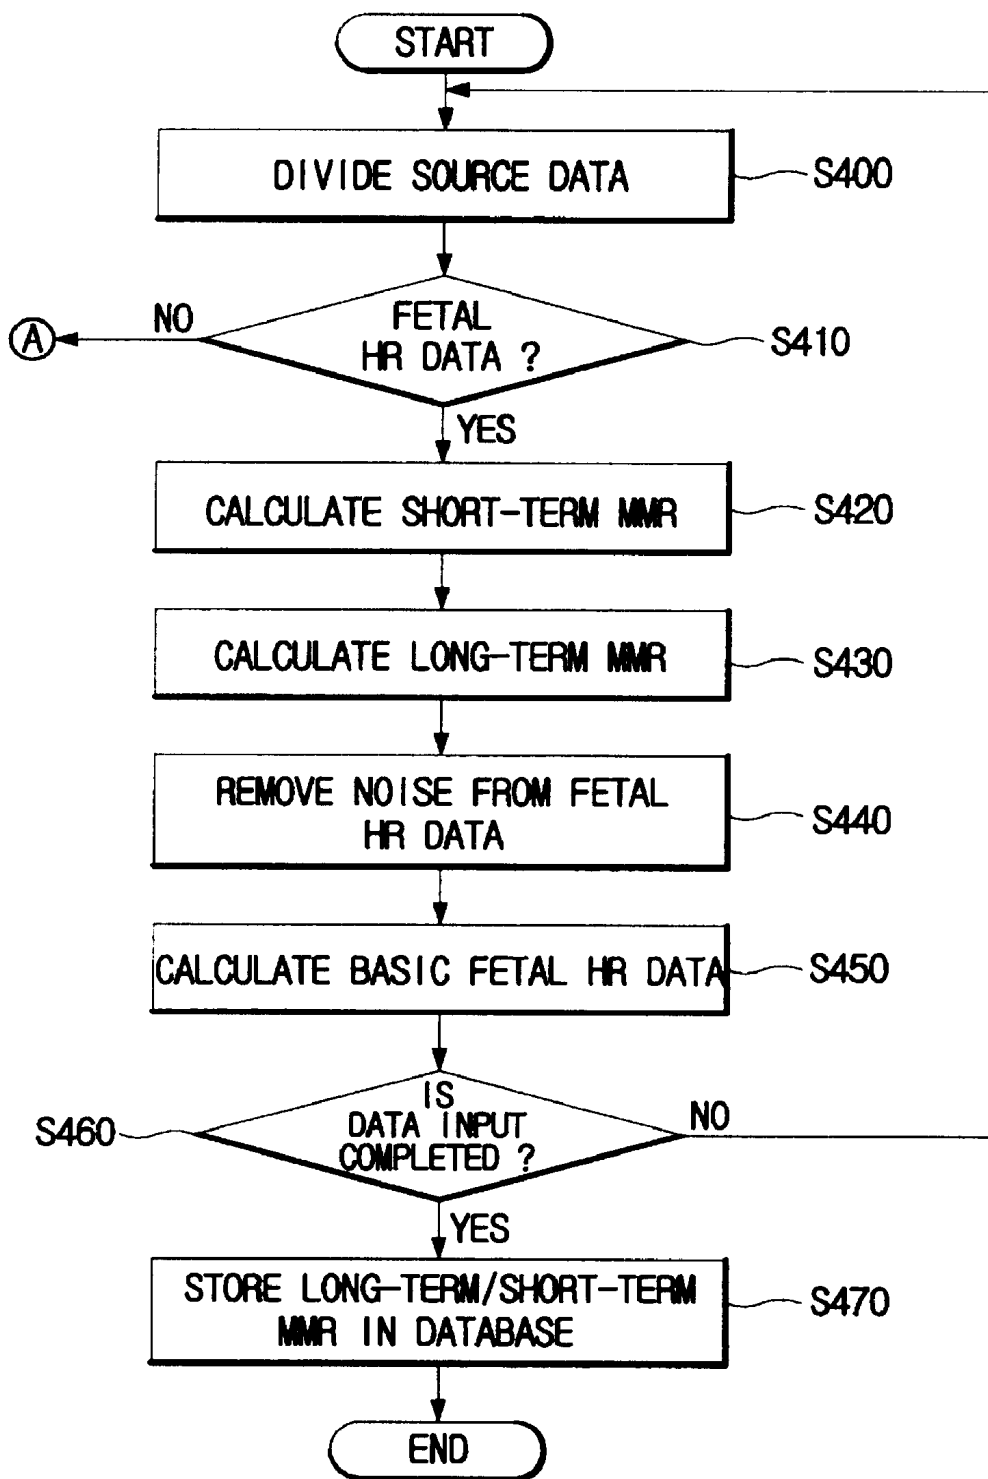 START
DIVIDE SOURCE DATA
S400
FETAL
HR DATA ?
NO
A
S410
YES
CALCULATE SHORT-TERM MMR
S420
CALCULATE LONG-TERM MMR
S430
REMOVE NOISE FROM FETAL
HR DATA
S440
CALCULATE BASIC FETAL HR DATA
S450
IS
DATA INPUT
COMPLETED ?
S460
NO
YES
STORE LONG-TERM/SHORT-TERM
MMR IN DATABASE
S470
END